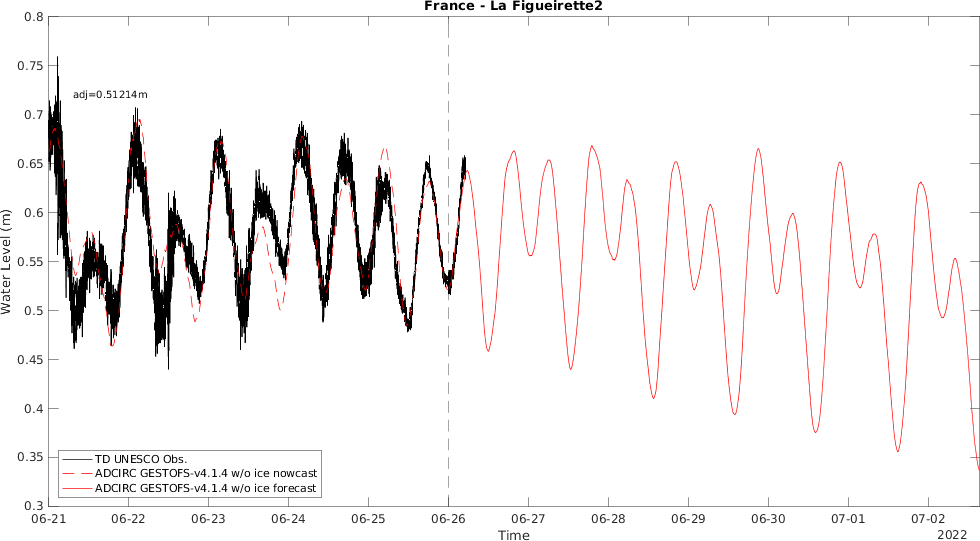 France - La Figueirette2
0.8
0.75
0.7
0.65
0.6
0.55
0.5
0.45
0.4
0.35
0.3
Water Level (m)
adj=0.51214m
TD UNESCO Obs.
ADCIRC GESTOFS-v4.1.4 w/o ice nowcast
ADCIRC GESTOFS-v4.1.4 w/o ice forecast
06-21 06-22 06-23 06-24 06-25 06-26 06-27 06-28 06-29 06-30 07-01 07-02
Time
2022